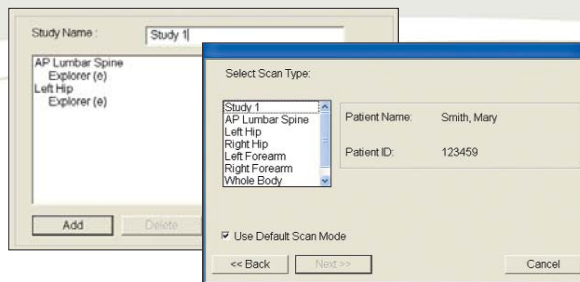 Study Name : Study 1
AP Lumbar Spine
Explorer (e)
Left Hip
Explorer (e)
Add Delete
Select Scan Type:
Study 1
AP Lumbar Spine
Left Hip
Right Hip
Left Forearm
Right Forearm
Whole Body
Patient Name: Smith, Mary
Patient ID: 123459
Use Default Scan Mode
<< Back Next >> Cancel